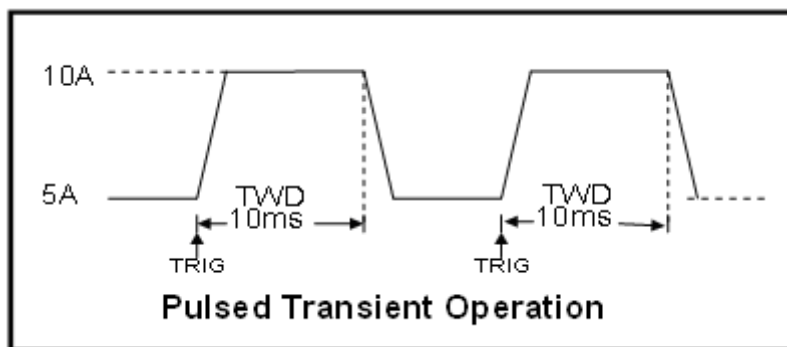 10A
5A
TWD
10ms
TWD
10ms
TRIG
TRIG
Pulsed Transient Operation